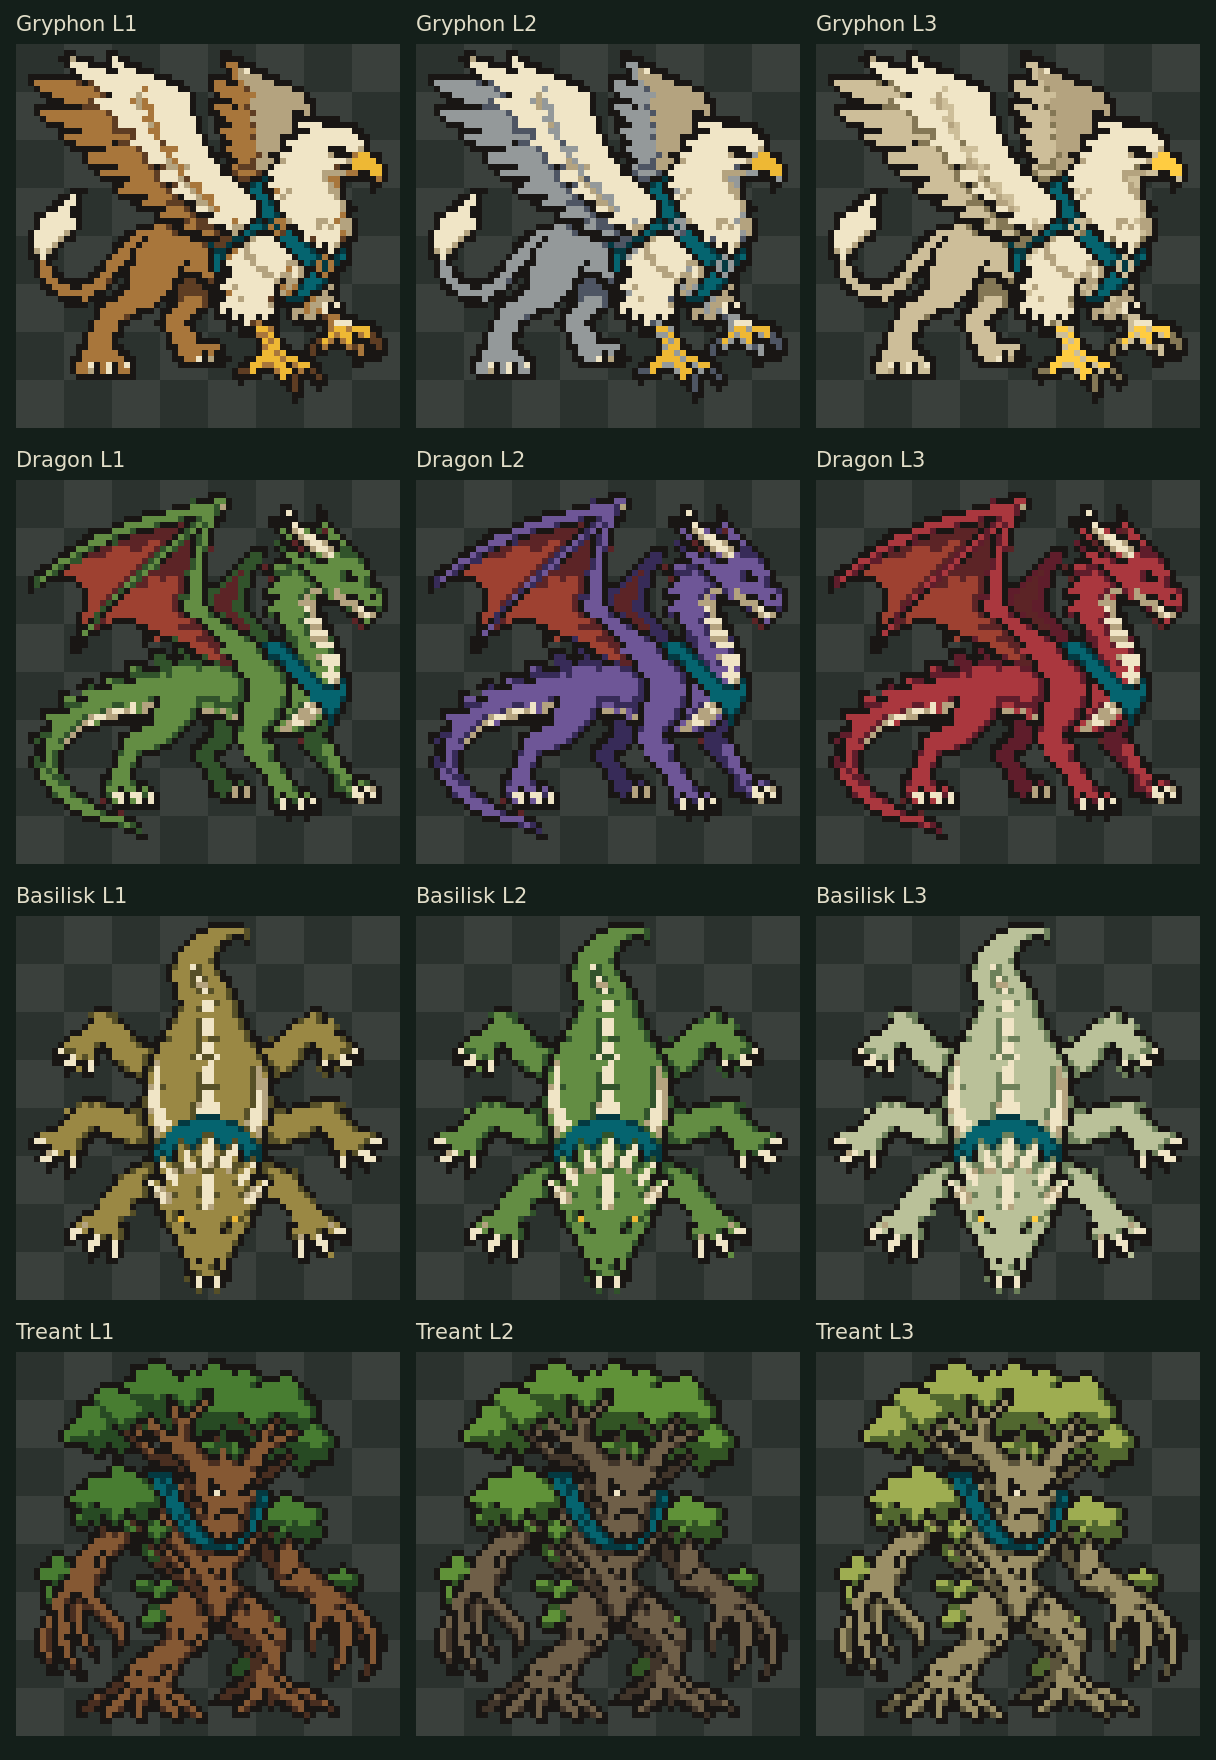 Gryphon L1
Gryphon L2
Gryphon L3
Dragon L1
Dragon L2
Dragon L3
Basilisk L1
Basilisk L2
Basilisk L3
Treant L1
Treant L2
Treant L3